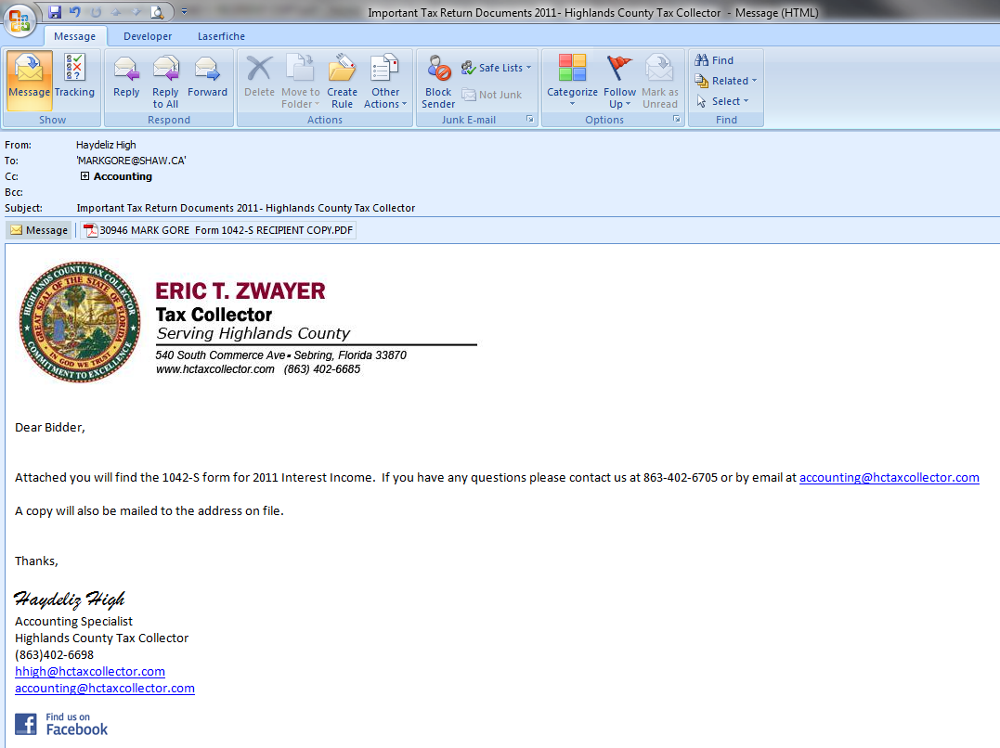 Important Tax Return Documents 2011- Highlands County Tax Collector - Message (HTML)
Message Developer Laserfiche
Message Tracking Reply Reply to All Forward Delete Move to Folder Create Rule Other Actions Block Sender Safe Lists Not Junk Categorize Follow Up Mark as Unread Find Related Select
Show Respond Actions Junk E-mail Options Find
From: Haydeliz High
To: 'MARKGORE@SHAW.CA'
Cc: Accounting
Bcc:
Subject: Important Tax Return Documents 2011- Highlands County Tax Collector
Message 30946 MARK GORE Form 1042-S RECIPIENT COPY.PDF
HIGHLANDS COUNTY TAX COLLECTOR
GREAT SEAL OF THE STATE OF FLORIDA
IN GOD WE TRUST
COMMITMENT TO EXCELLENCE
ERIC T. ZWAYER
Tax Collector
Serving Highlands County
540 South Commerce Ave▪ Sebring, Florida 33870
www.hctaxcollector.com (863) 402-6685
Dear Bidder,
Attached you will find the 1042-S form for 2011 Interest Income. If you have any questions please contact us at 863-402-6705 or by email at accounting@hctaxcollector.com
A copy will also be mailed to the address on file.
Thanks,
Haydeliz High
Accounting Specialist
Highlands County Tax Collector
(863)402-6698
hhigh@hctaxcollector.com
accounting@hctaxcollector.com
Find us on
Facebook